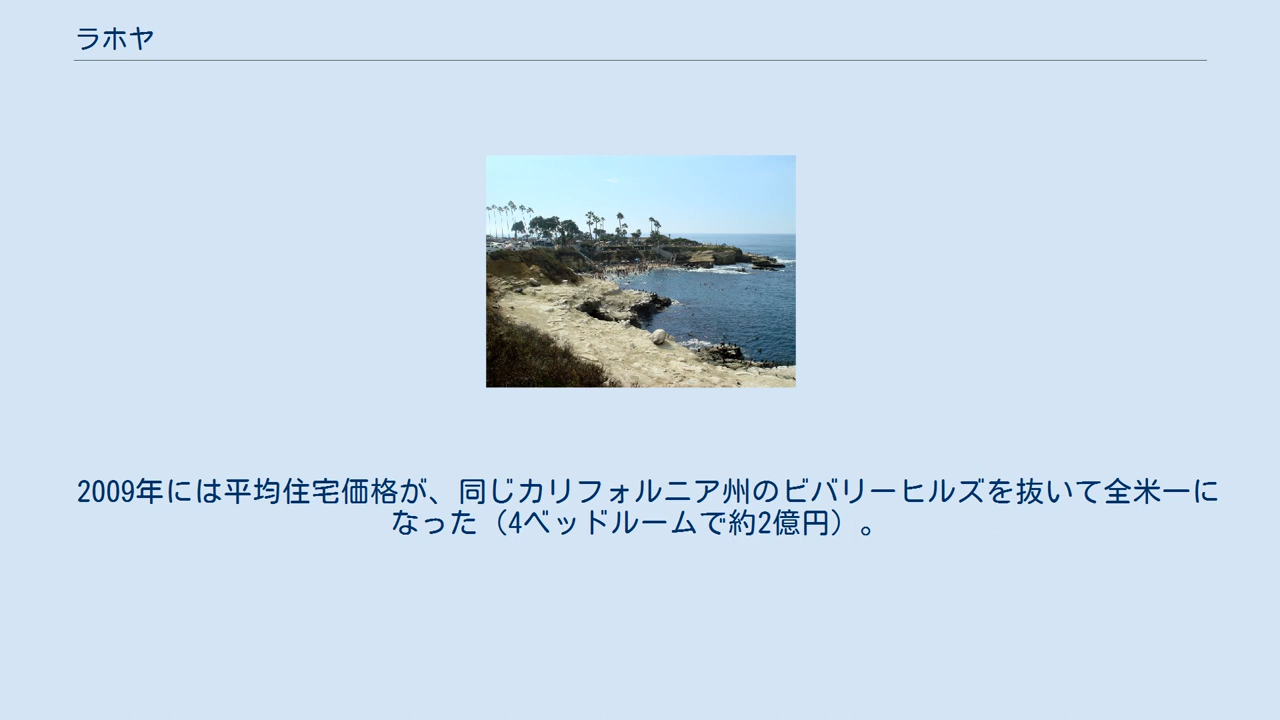 ラホヤ
2009年には平均住宅価格が、同じカリフォルニア州のビバリーヒルズを抜いて全米一に
なった（4ベッドルームで約2億円）。